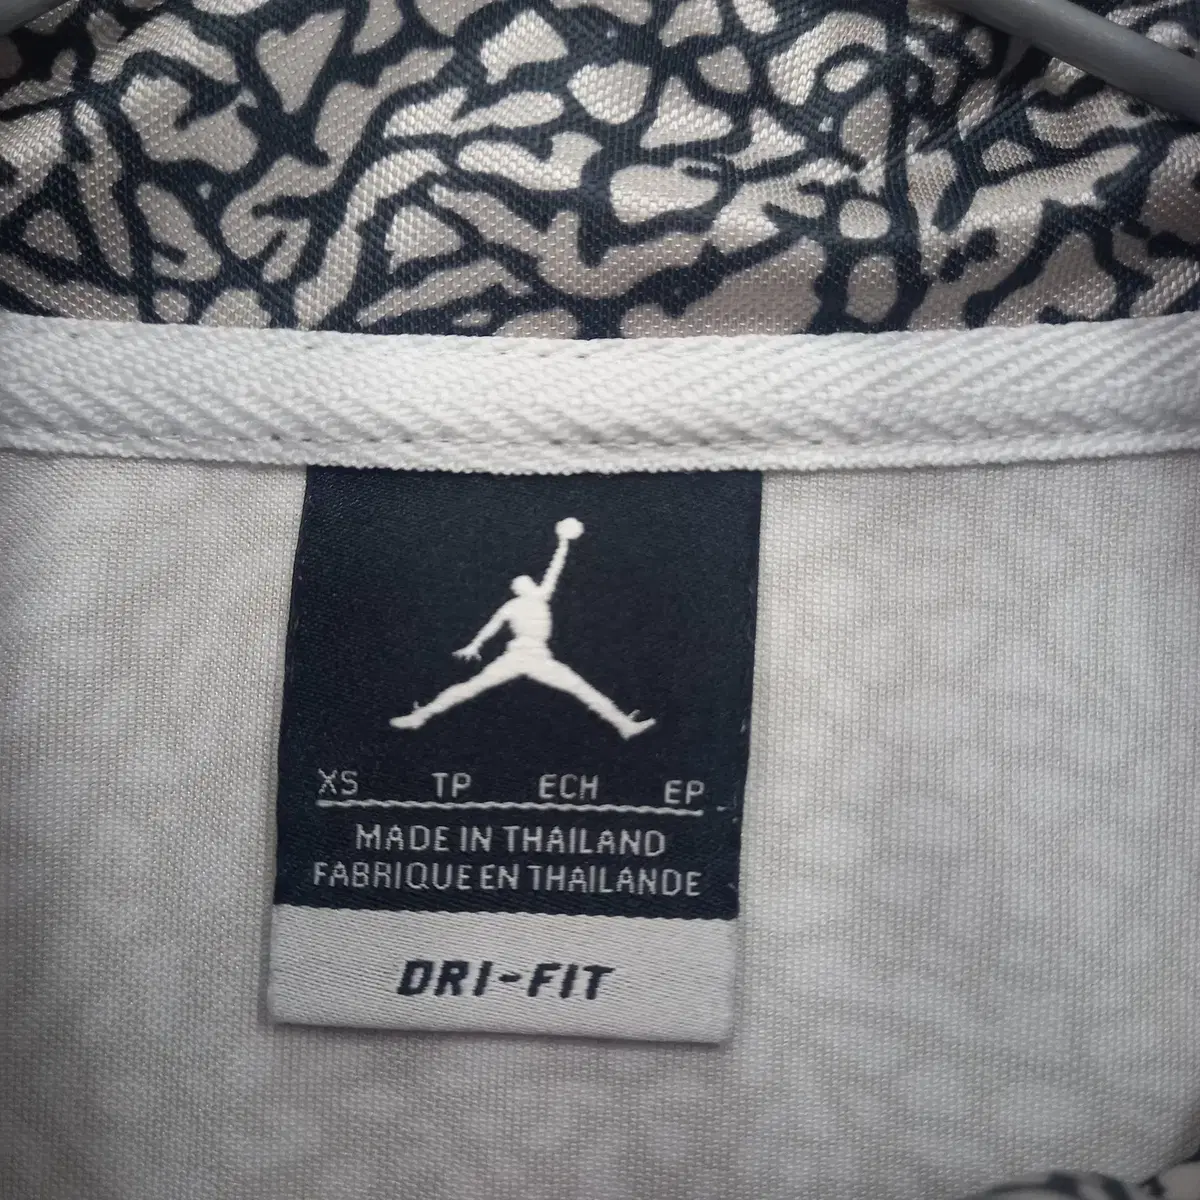 XS TP ECH EP
MADE IN THAILAND
FABRIQUE EN THAILANDE
DRI-FIT